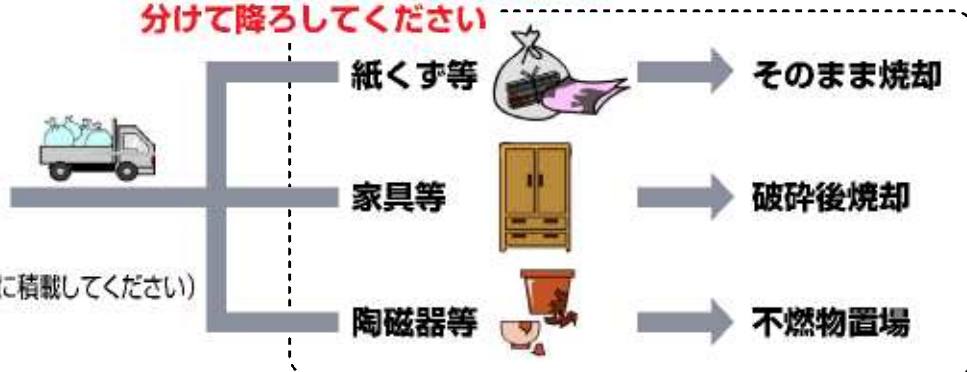 分けて降ろしてください
紙くず等
そのまま焼却
家具等
破砕後焼却
に積載してください)
陶磁器等
不燃物置場